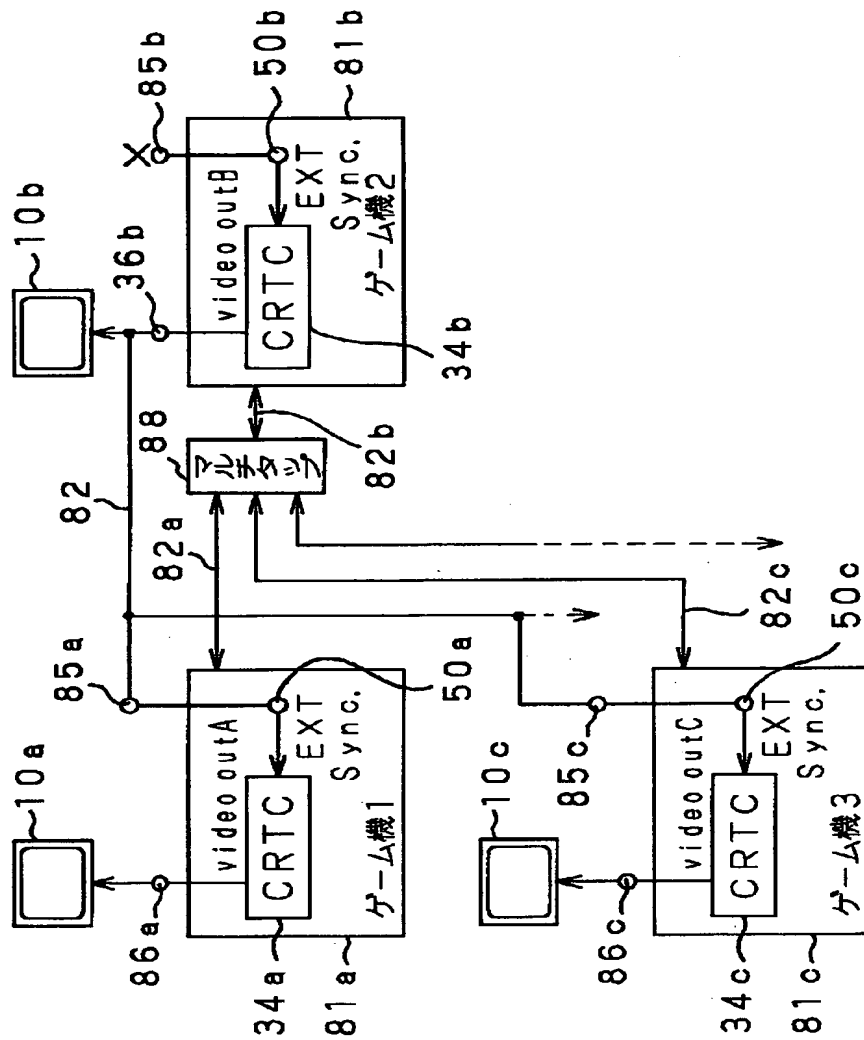 10a
86a
34a
81a
video outA
CRTC
EXT
Sync.
ゲーム機1
85a
50a
82
82a
88
マルチタップ
82b
10b
36b
85b
X
video outB
CRTC
EXT
Sync.
ゲーム機2
50b
81b
34b
10c
86c
34c
81c
video outC
CRTC
EXT
Sync.
ゲーム機3
85c
50c
82c